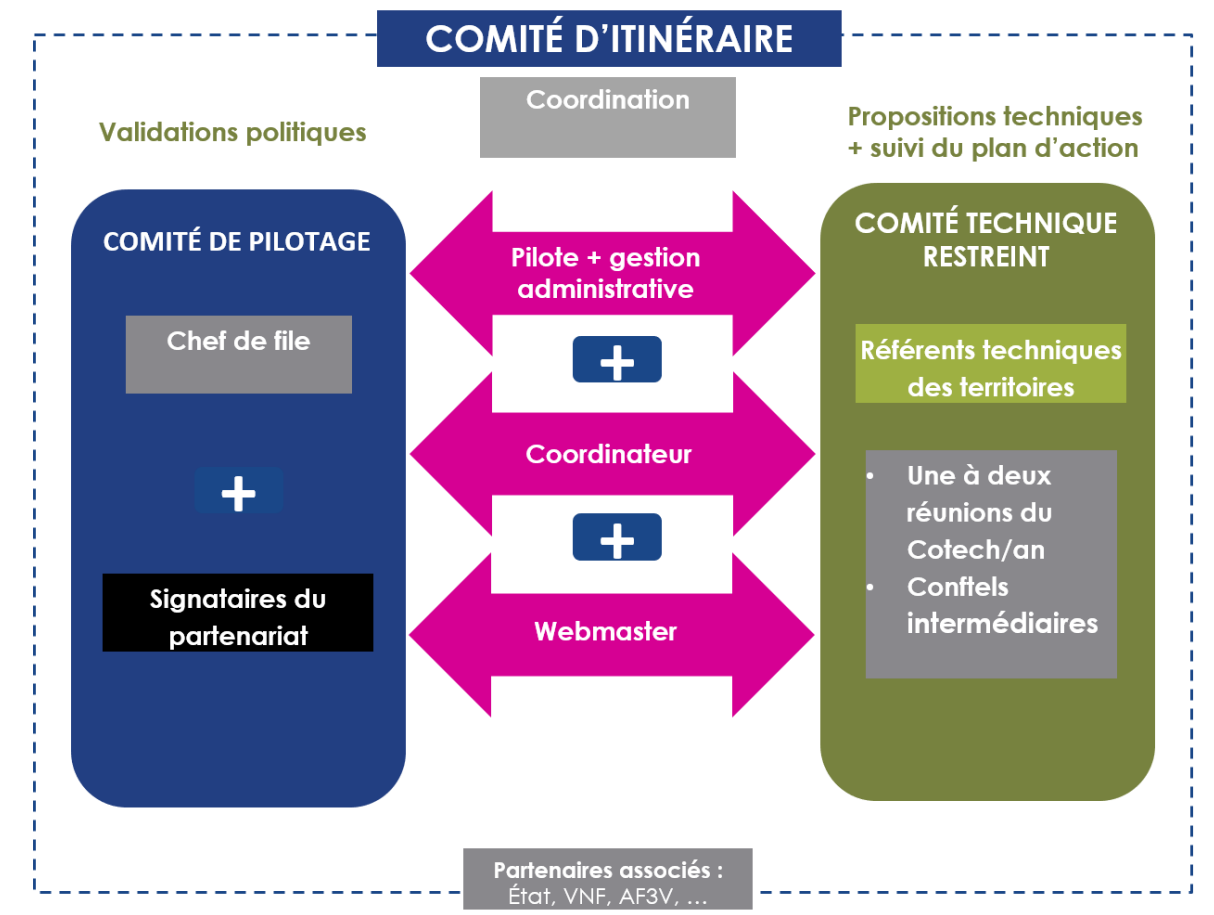 COMITÉ D'ITINÉRAIRE
Coordination
Validations politiques
Propositions techniques
+ suivi du plan d'action
COMITÉ DE PILOTAGE
Chef de file
+
Signataires du
partenariat
Pilote + gestion
administrative
+
Coordinateur
+
Webmaster
COMITÉ TECHNIQUE
RESTREINT
Référents techniques
des territoires
• Une à deux
réunions du
Cotech/an
• Conftels
intermédiaires
Partenaires associés :
État, VNF, AF3V, ...